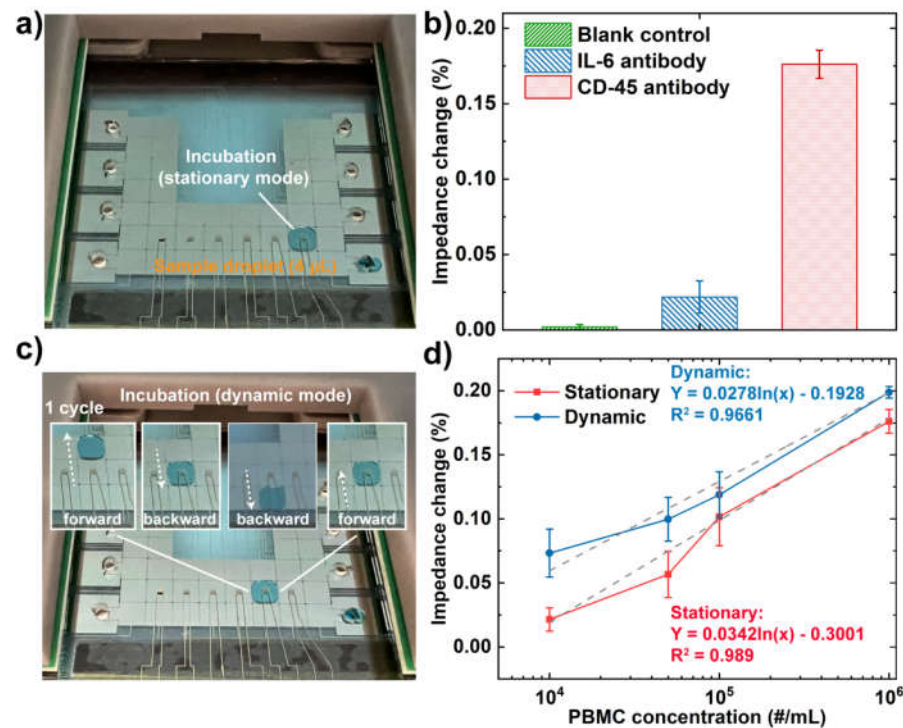 a)
Incubation
(stationary mode)
Sample droplet (4 μL)
b)
Blank control
IL-6 antibody
CD-45 antibody
Impedance change (%)
0.20
0.15
0.10
0.05
0.00
c)
Incubation (dynamic mode)
1 cycle
forward
backward
backward
forward
d)
Stationary
Dynamic
Dynamic:
Y = 0.0278ln(x) - 0.1928
R² = 0.9661
Stationary:
Y = 0.0342ln(x) - 0.3001
R² = 0.989
Impedance change (%)
0.20
0.15
0.10
0.05
0.00
10⁴
10⁵
10⁶
PBMC concentration (#/mL)